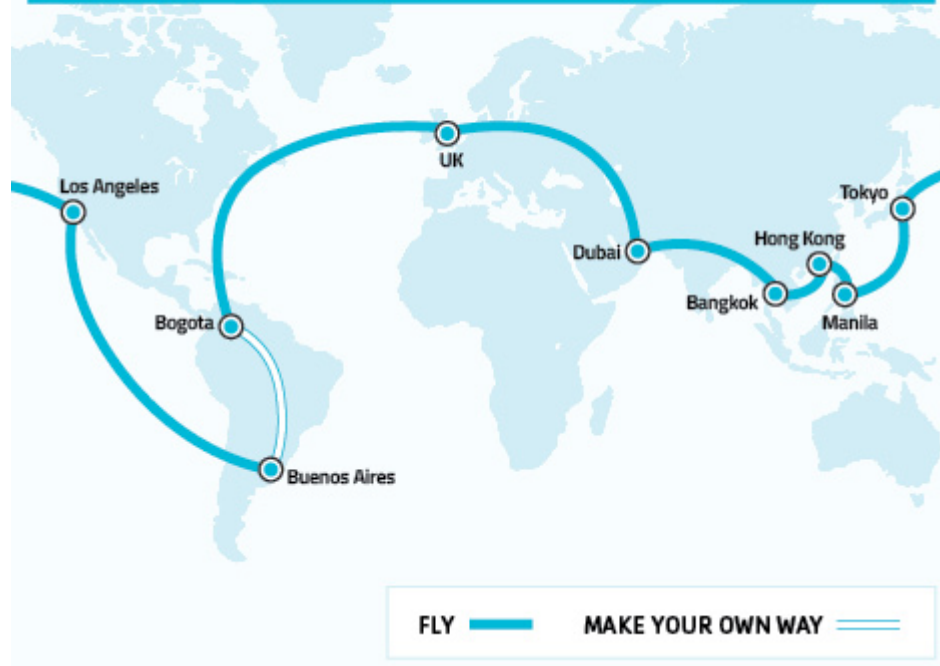 UK
Los Angeles
Tokyo
Hong Kong
Dubai
Bangkok
Manila
Bogota
Buenos Aires
FLY
MAKE YOUR OWN WAY